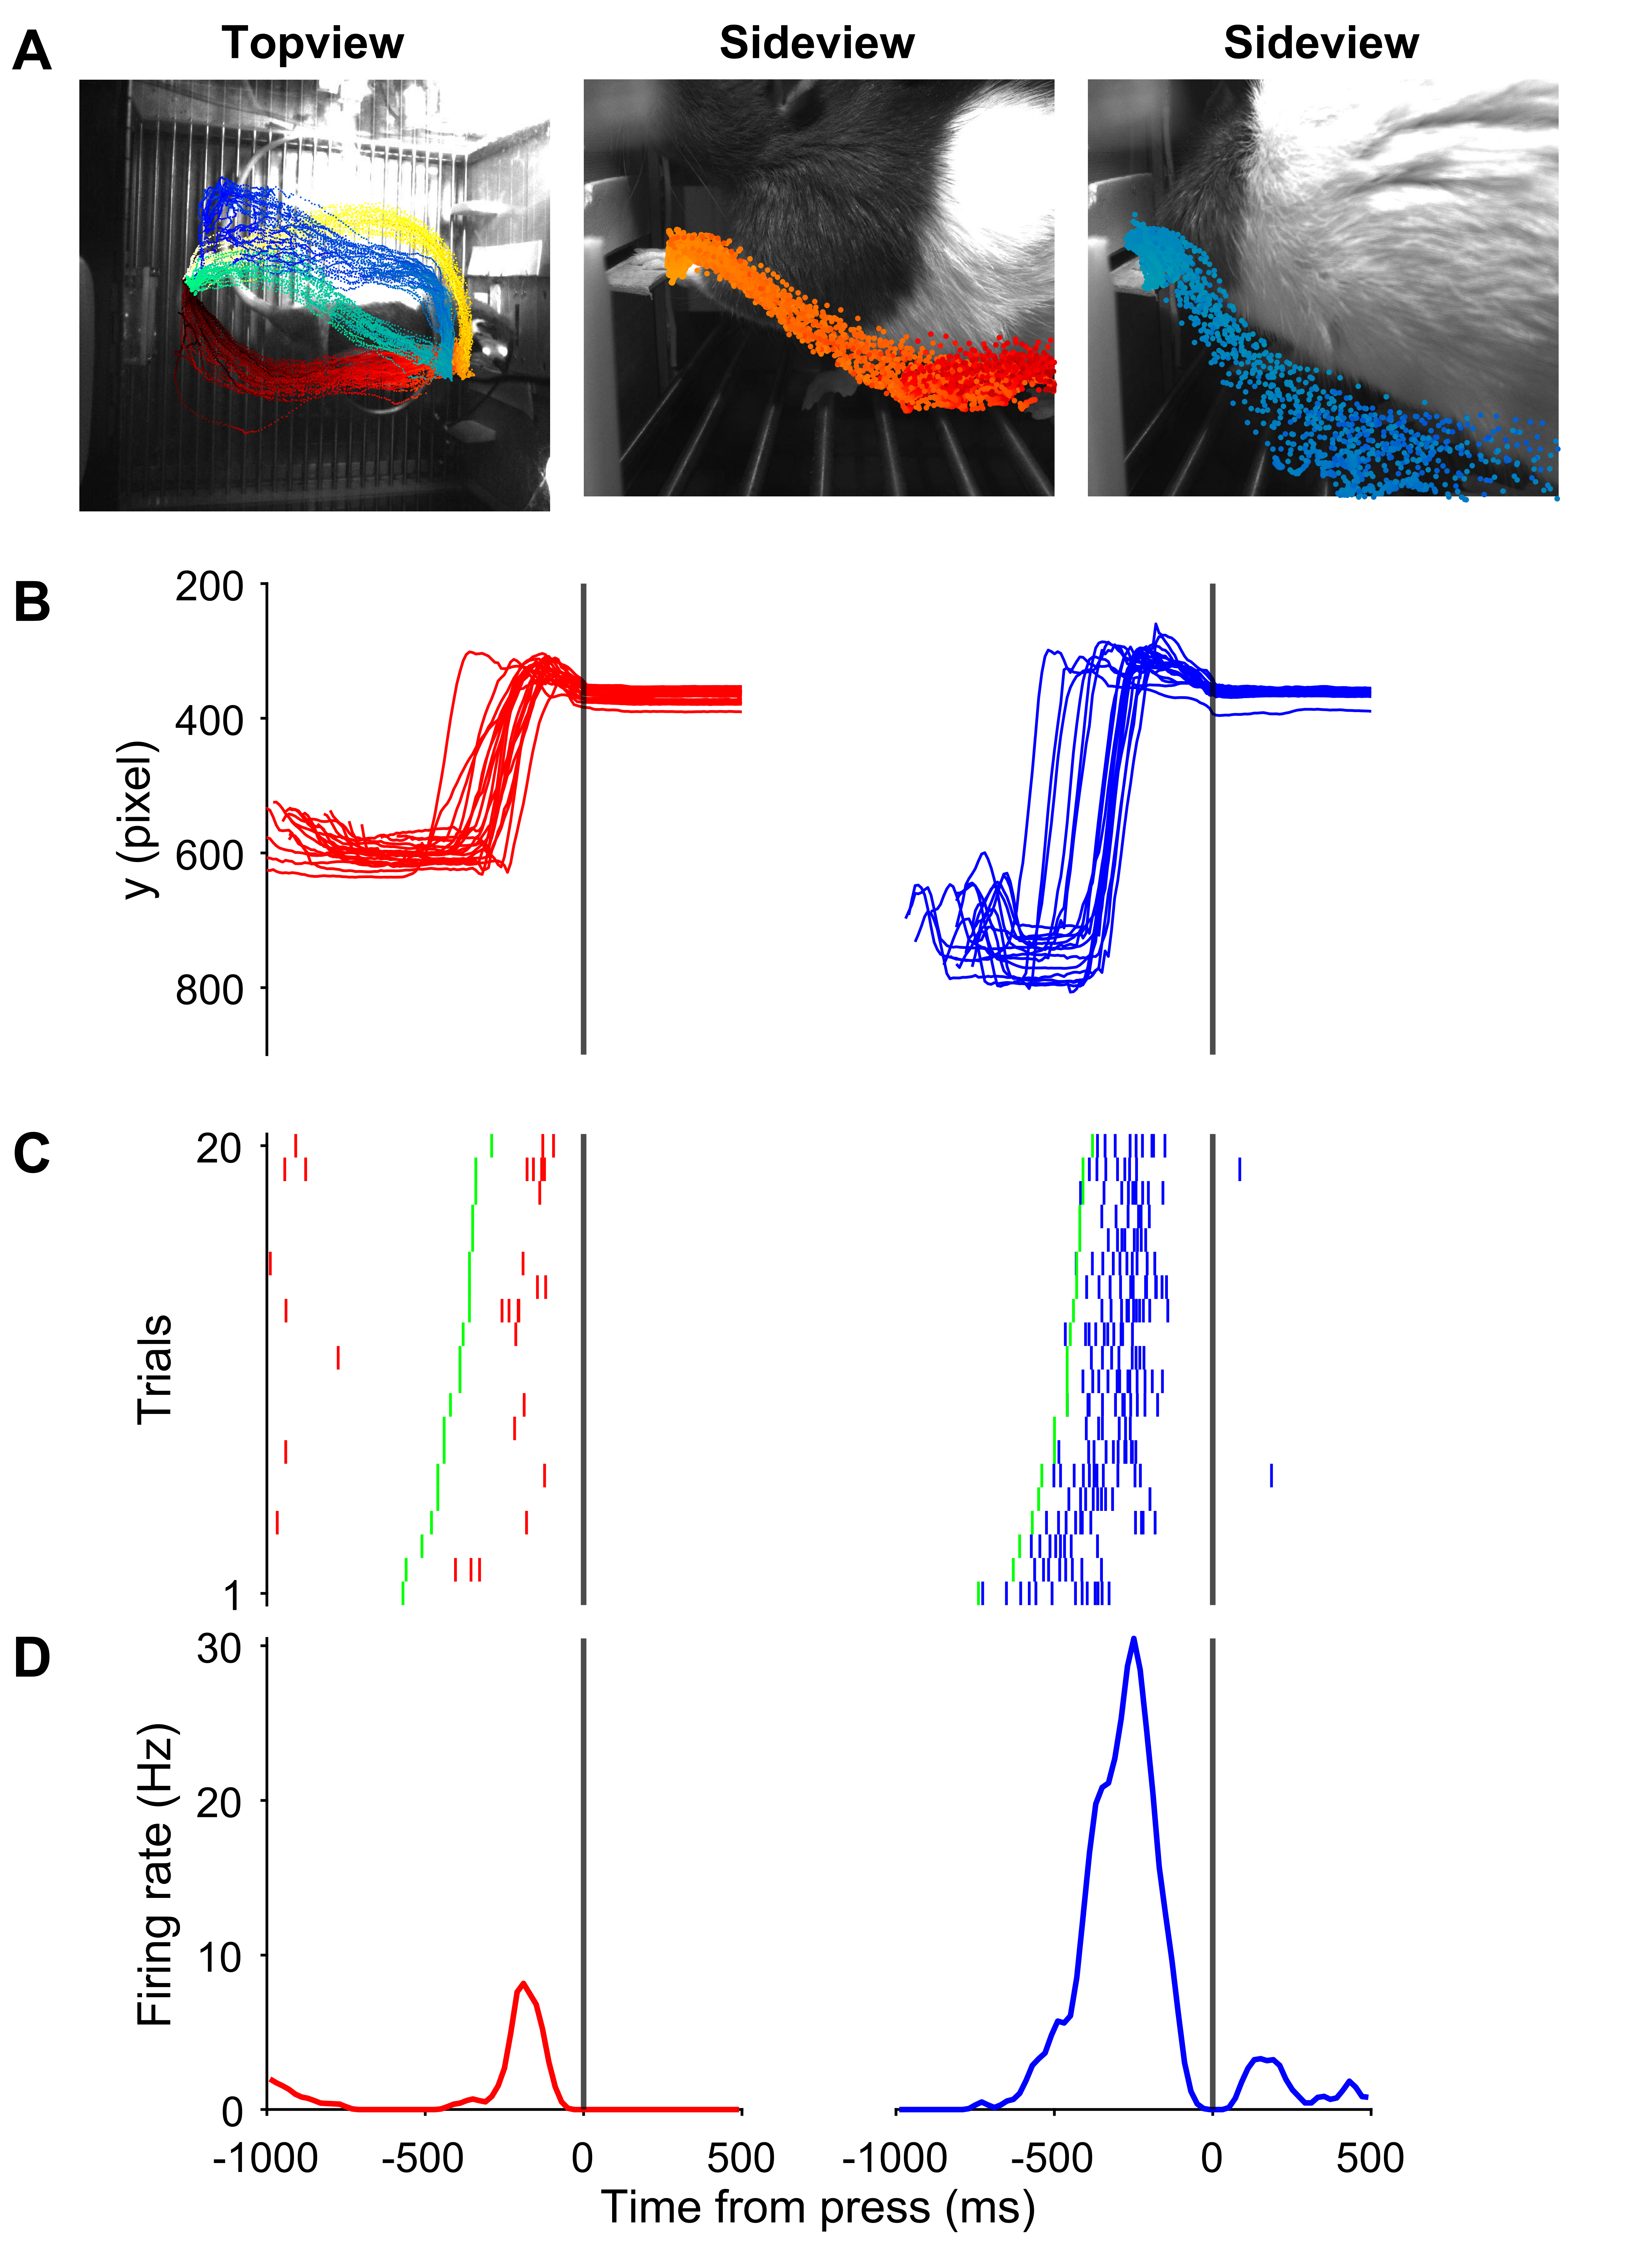 A
Topview
Sideview
Sideview
B
200
400
600
800
y (pixel)
C
20
1
Trials
D
30
20
10
0
Firing rate (Hz)
-1000
-500
0
500
-1000
-500
0
500
Time from press (ms)